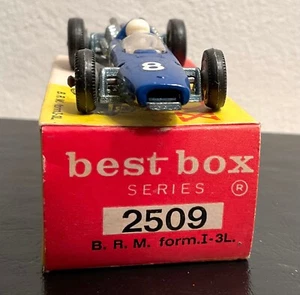 8
best box
SERIES ®
2509
B. R. M. form.I-3L.